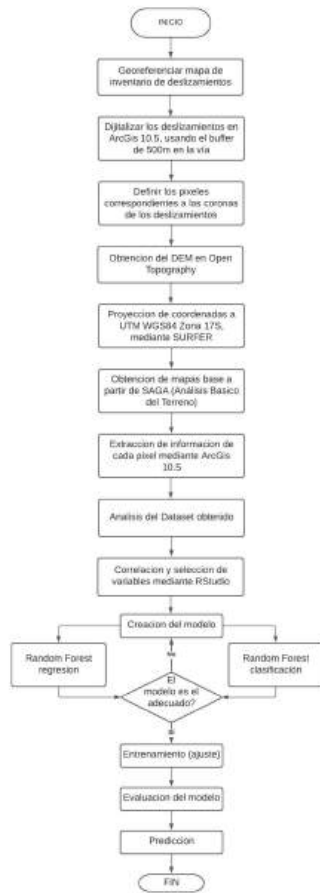 INICIO
Georeferenciar mapa de
inventario de deslizamientos
Dijitalizar los deslizamientos en
ArcGis 10.5, usando el buffer
de 500m en la via
Definir los pixeles
correspondientes a las coronas
de los deslizamientos
Obtencion del DEM en Open
Topography
Proyeccion de coordenadas a
UTM WGS84 Zona 17S,
mediante SURFER
Obtencion de mapas base a
partir de SAGA (Análisis Basico
del Terreno)
Extraccion de informacion de
cada pixel mediante ArcGis
10.5
Analisis del Dataset obtenido
Correlacion y seleccion de
variables mediante RStudio
Creacion del modelo
Random Forest
regresion
No
Random Forest
clasificación
El
modelo es el
adecuado?
Si
Entrenamiento (ajuste)
Evaluacion del modelo
Prediccion
FIN